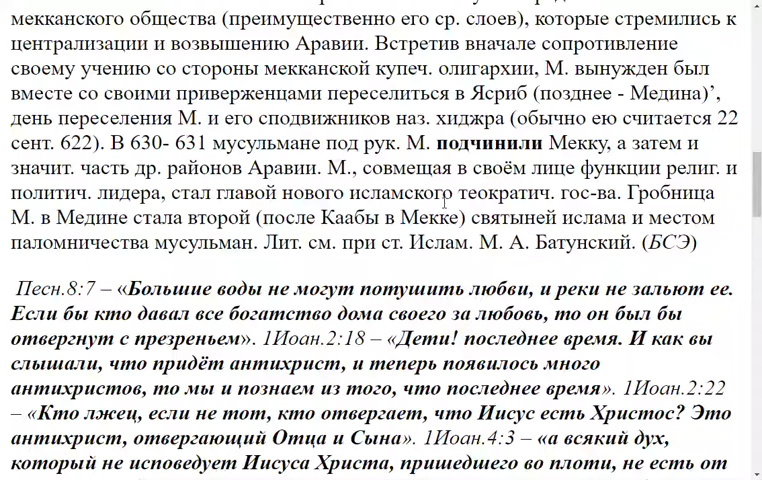 мекканского общества (преимущественно его ср. слоев), которые стремились к
централизации и возвышению Аравии. Встретив вначале сопротивление
своему учению со стороны мекканской купеч. олигархии, М. вынужден был
вместе со своими приверженцами переселиться в Ясриб (позднее - Медина)’,
день переселения М. и его сподвижников наз. хиджра (обычно ею считается 22
сент. 622). В 630- 631 мусульмане под рук. М. подчинили Мекку, а затем и
значит. часть др. районов Аравии. М., совмещая в своём лице функции религ. и
политич. лидера, стал главой нового исламского теократич. гос-ва. Гробница
М. в Медине стала второй (после Каабы в Мекке) святыней ислама и местом
паломничества мусульман. Лит. см. при ст. Ислам. М. А. Батунский. (БСЭ)
Песн.8:7 – «Большие воды не могут потушить любви, и реки не зальют ее.
Если бы кто давал все богатство дома своего за любовь, то он был бы
отвергнут с презреньем». 1Иоан.2:18 – «Дети! последнее время. И как вы
слышали, что придёт антихрист, и теперь появилось много
антихристов, то мы и познаем из того, что последнее время». 1Иоан.2:22
– «Кто лжец, если не тот, кто отвергает, что Иисус есть Христос? Это
антихрист, отвергающий Отца и Сына». 1Иоан.4:3 – «а всякий дух,
который не исповедует Иисуса Христа, пришедшего во плоти, не есть от